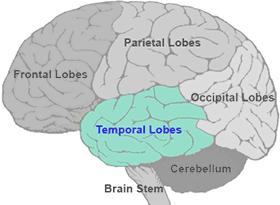 Parietal Lobes
Frontal Lobes
Occipital Lobes
Temporal Lobes
Cerebellum
Brain Stem